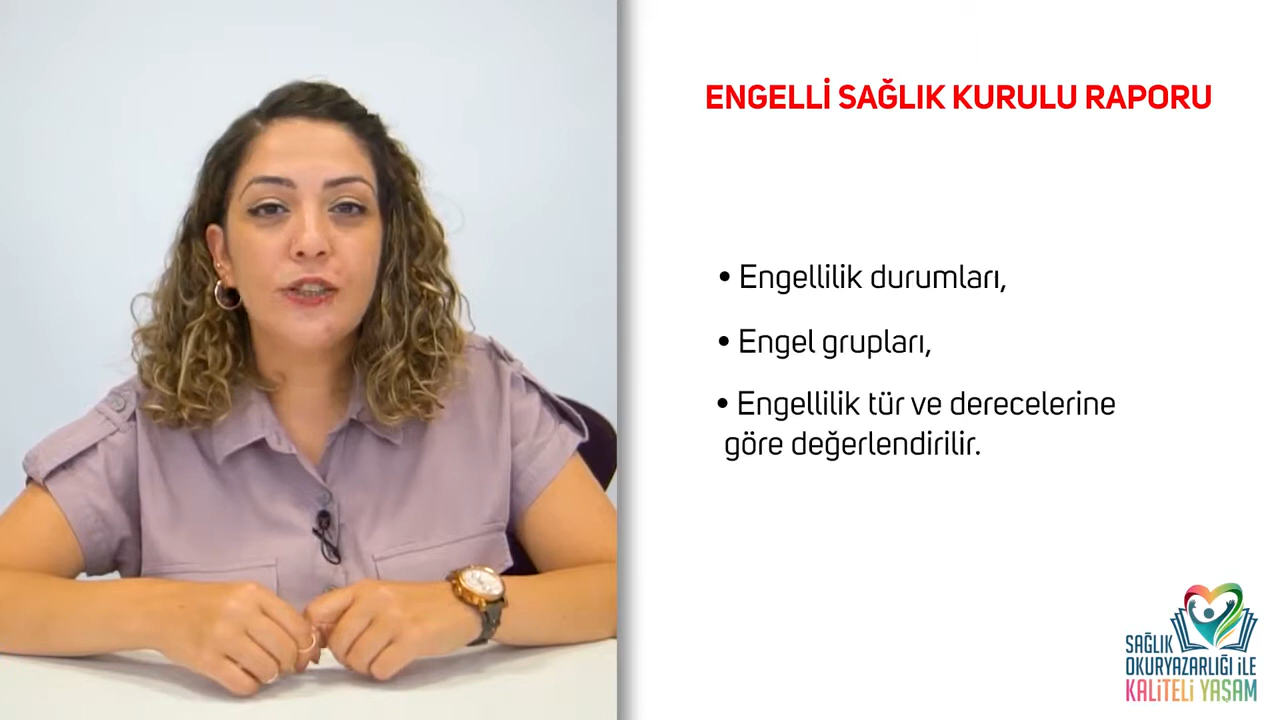 ENGELLİ SAĞLIK KURULU RAPORU
• Engellilik durumları,
• Engel grupları,
• Engellilik tür ve derecelerine
göre değerlendirilir.
SAĞLIK
OKURYAZARLIĞI İLE
KALİTELİ YAŞAM